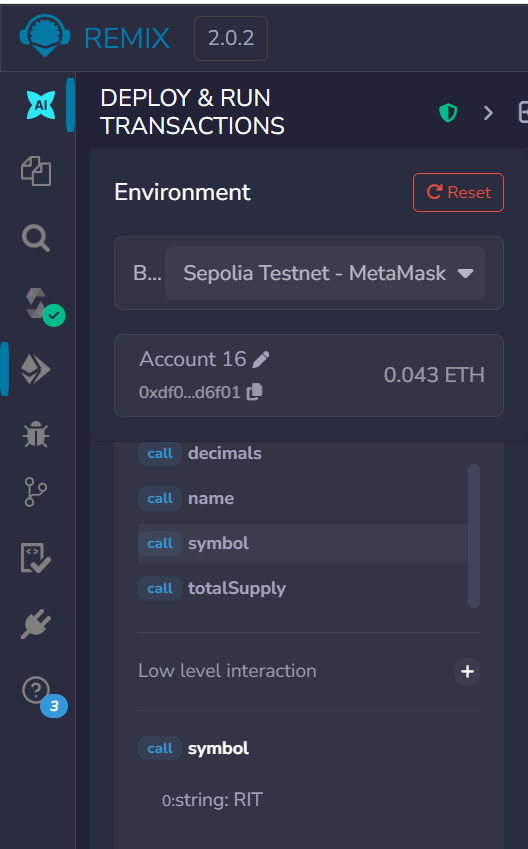 REMIX
2.0.2
AI
DEPLOY & RUN
TRANSACTIONS
Environment
Reset
B...
Sepolia Testnet - MetaMask
Account 16
0.043 ETH
0xdf0...d6f01
call decimals
call name
call symbol
call totalSupply
Low level interaction
+
call symbol
3
0:string: RIT